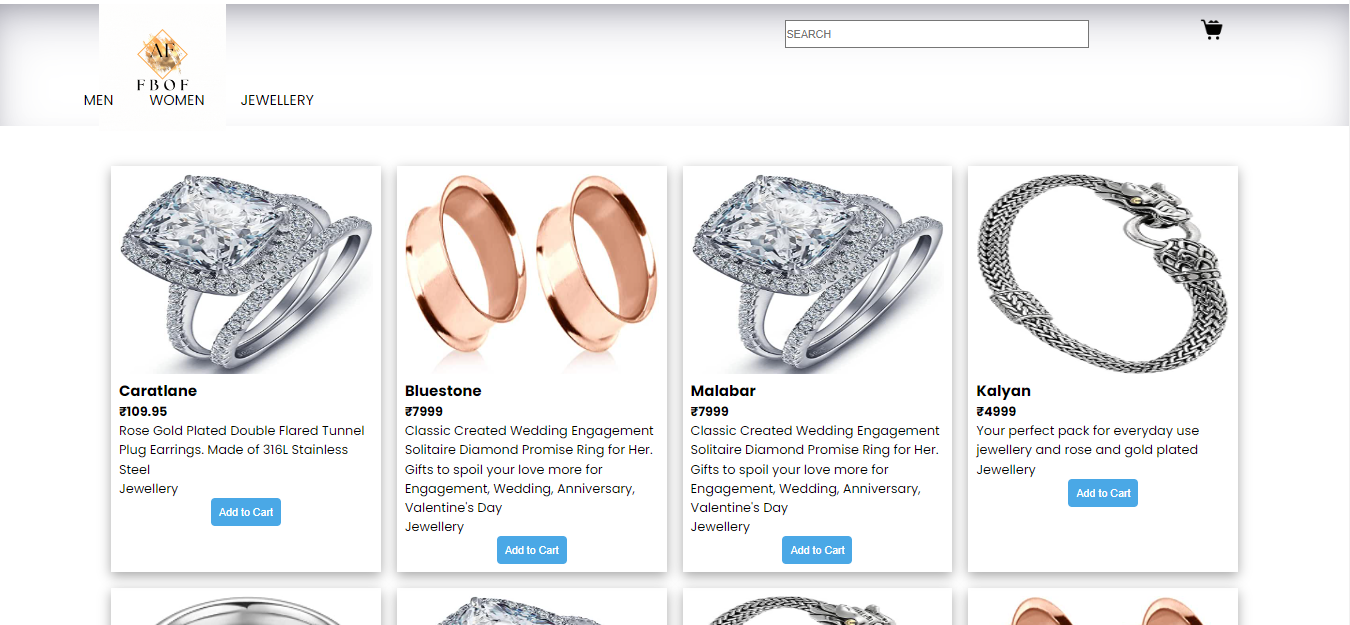 SEARCH
AF
FBOF
MEN WOMEN JEWELLERY
Caratlane
₹109.95
Rose Gold Plated Double Flared Tunnel
Plug Earrings. Made of 316L Stainless
Steel
Jewellery
Add to Cart
Bluestone
₹7999
Classic Created Wedding Engagement
Solitaire Diamond Promise Ring for Her.
Gifts to spoil your love more for
Engagement, Wedding, Anniversary,
Valentine's Day
Jewellery
Add to Cart
Malabar
₹7999
Classic Created Wedding Engagement
Solitaire Diamond Promise Ring for Her.
Gifts to spoil your love more for
Engagement, Wedding, Anniversary,
Valentine's Day
Jewellery
Add to Cart
Kalyan
₹4999
Your perfect pack for everyday use
jewellery and rose and gold plated
Jewellery
Add to Cart